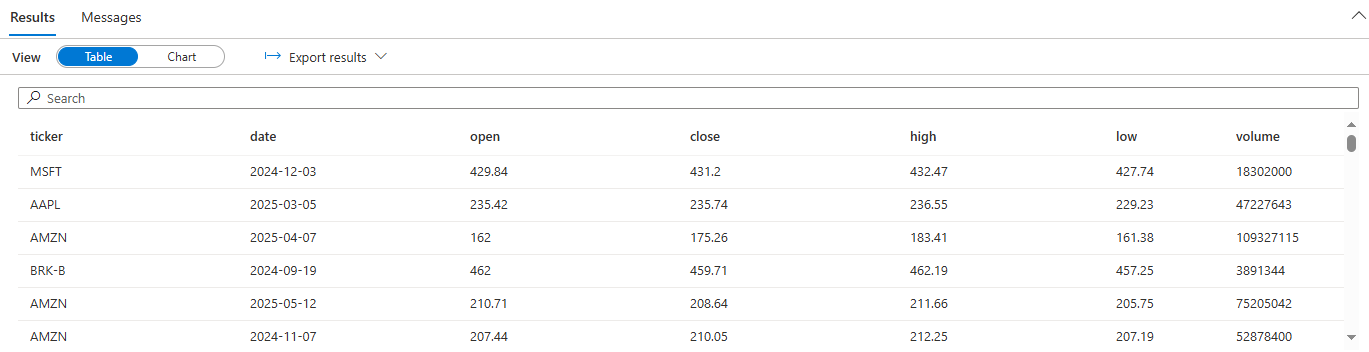 Results Messages
View Table Chart Export results
Search
ticker date open close high low volume
MSFT 2024-12-03 429.84 431.2 432.47 427.74 18302000
AAPL 2025-03-05 235.42 235.74 236.55 229.23 47227643
AMZN 2025-04-07 162 175.26 183.41 161.38 109327115
BRK-B 2024-09-19 462 459.71 462.19 457.25 3891344
AMZN 2025-05-12 210.71 208.64 211.66 205.75 75205042
AMZN 2024-11-07 207.44 210.05 212.25 207.19 52878400